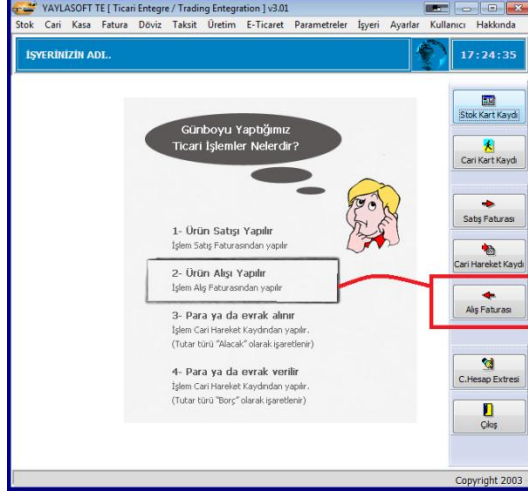 YAYLASOFT TE [ Ticari Entegre / Trading Entegration ] v3.01
Stok Cari Kasa Fatura Döviz Taksit Üretim E-Ticaret Parametreler İşyeri Ayarlar Kullanıcı Hakkında
İŞYERİNİZİN ADI..
17:24:35
Günboyu Yaptığımız
Ticari İşlemler Nelerdir?
1- Ürün Satışı Yapılır
İşlem Satış Faturasından yapılır
2- Ürün Alışı Yapılır
İşlem Alış Faturasından yapılır
3- Para ya da evrak alınır
İşlem Cari Hareket Kaydından yapılır.
(Tutar türü "Alacak" olarak işaretlenir)
4- Para ya da evrak verilir
İşlem Cari Hareket Kaydından yapılır.
(Tutar türü "Borç" olarak işaretlenir)
Stok Kart Kaydı
Cari Kart Kaydı
Satış Faturası
Cari Hareket Kaydı
Alış Faturası
C.Hesap Extresi
Çıkış
Copyright 2003